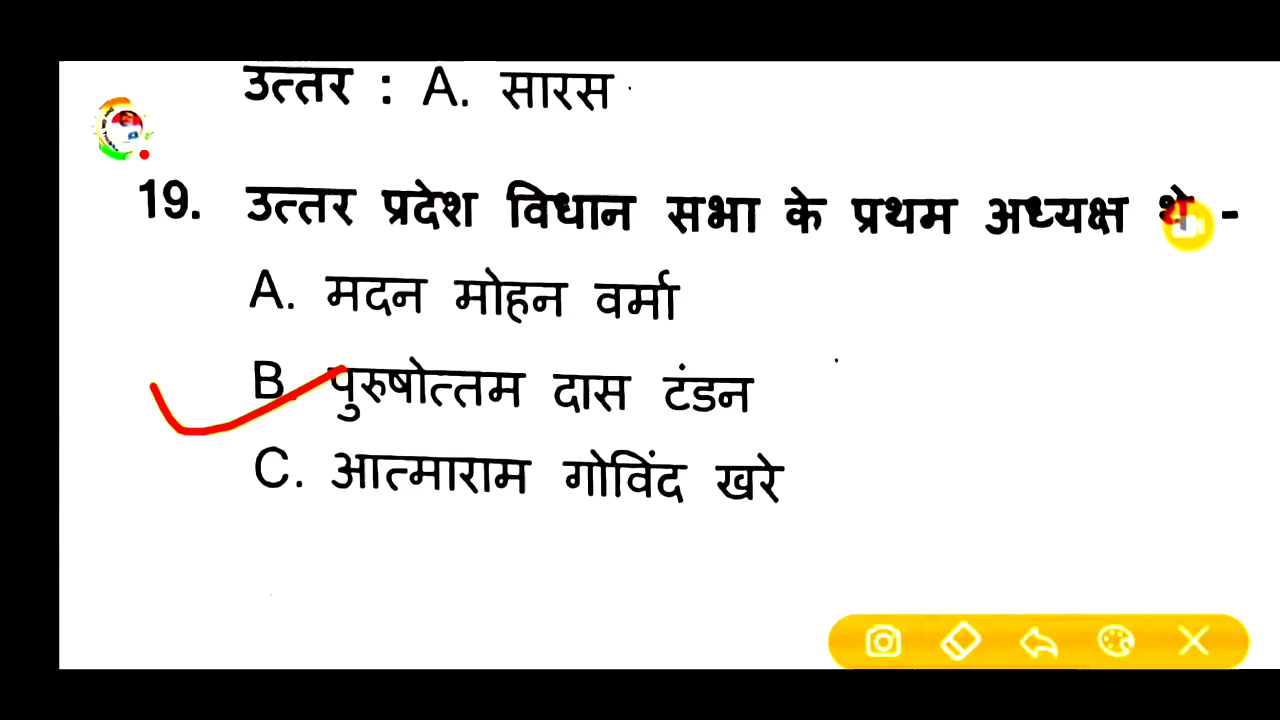 उत्तर : A. सारस
19. उत्तर प्रदेश विधान सभा के प्रथम अध्यक्ष थे -
A. मदन मोहन वर्मा
B. पुरुषोत्तम दास टंडन
C. आत्माराम गोविंद खरे